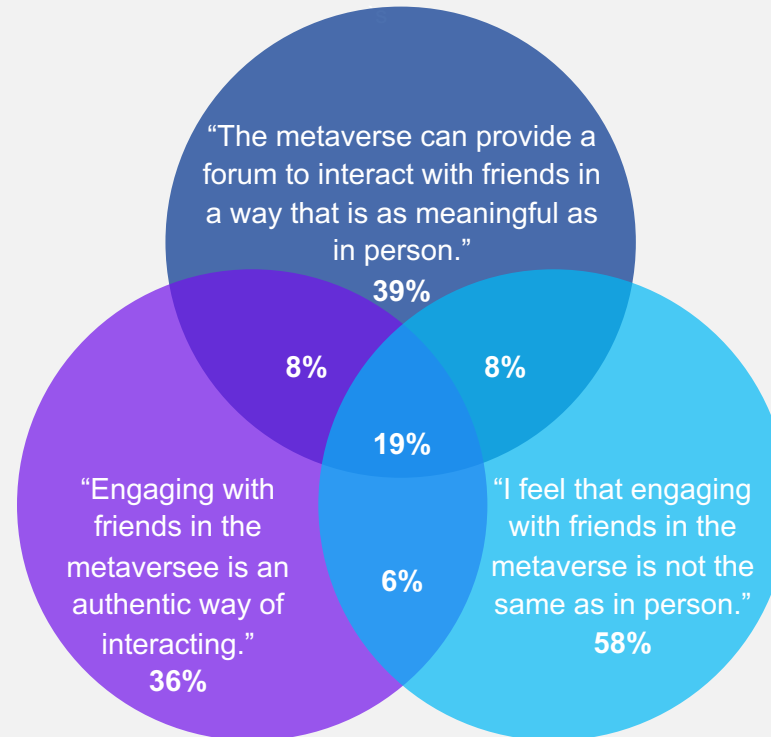 “The metaverse can provide a
forum to interact with friends in
a way that is as meaningful as
in person.”
39%
8%
8%
19%
“Engaging with
friends in the
metaversee is an
authentic way of
interacting.”
36%
6%
“I feel that engaging
with friends in the
metaverse is not the
same as in person.”
58%